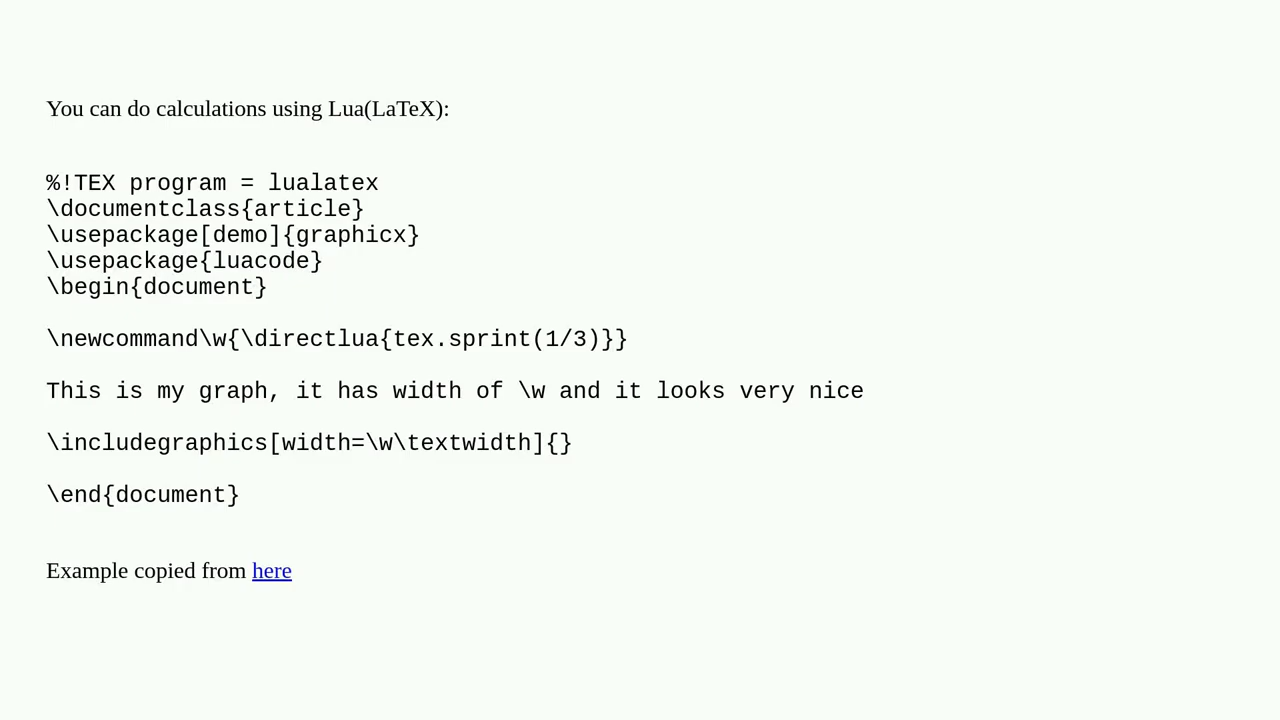 You can do calculations using Lua(LaTeX):
%!TEX program = lualatex
\documentclass{article}
\usepackage[demo]{graphicx}
\usepackage{luacode}
\begin{document}
\newcommand\w{\directlua{tex.sprint(1/3)}}
This is my graph, it has width of \w and it looks very nice
\includegraphics[width=\w\textwidth]{}
\end{document}
Example copied from here